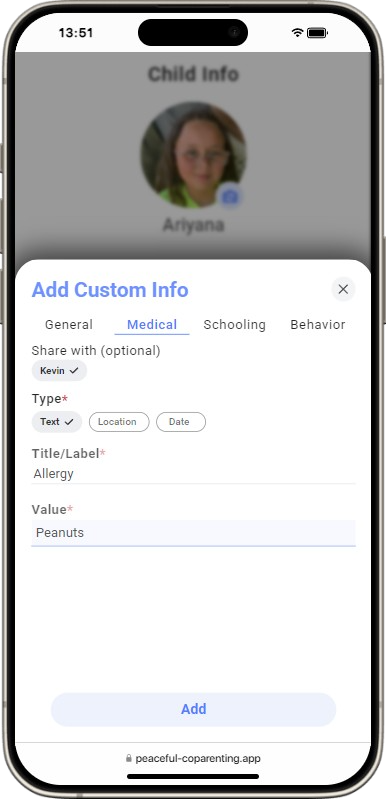 13:51
Child Info
Ariyana
Add Custom Info
General Medical Schooling Behavior
Share with (optional)
Kevin
Type*
Text Location Date
Title/Label*
Allergy
Value*
Peanuts
Add
peaceful-coparenting.app